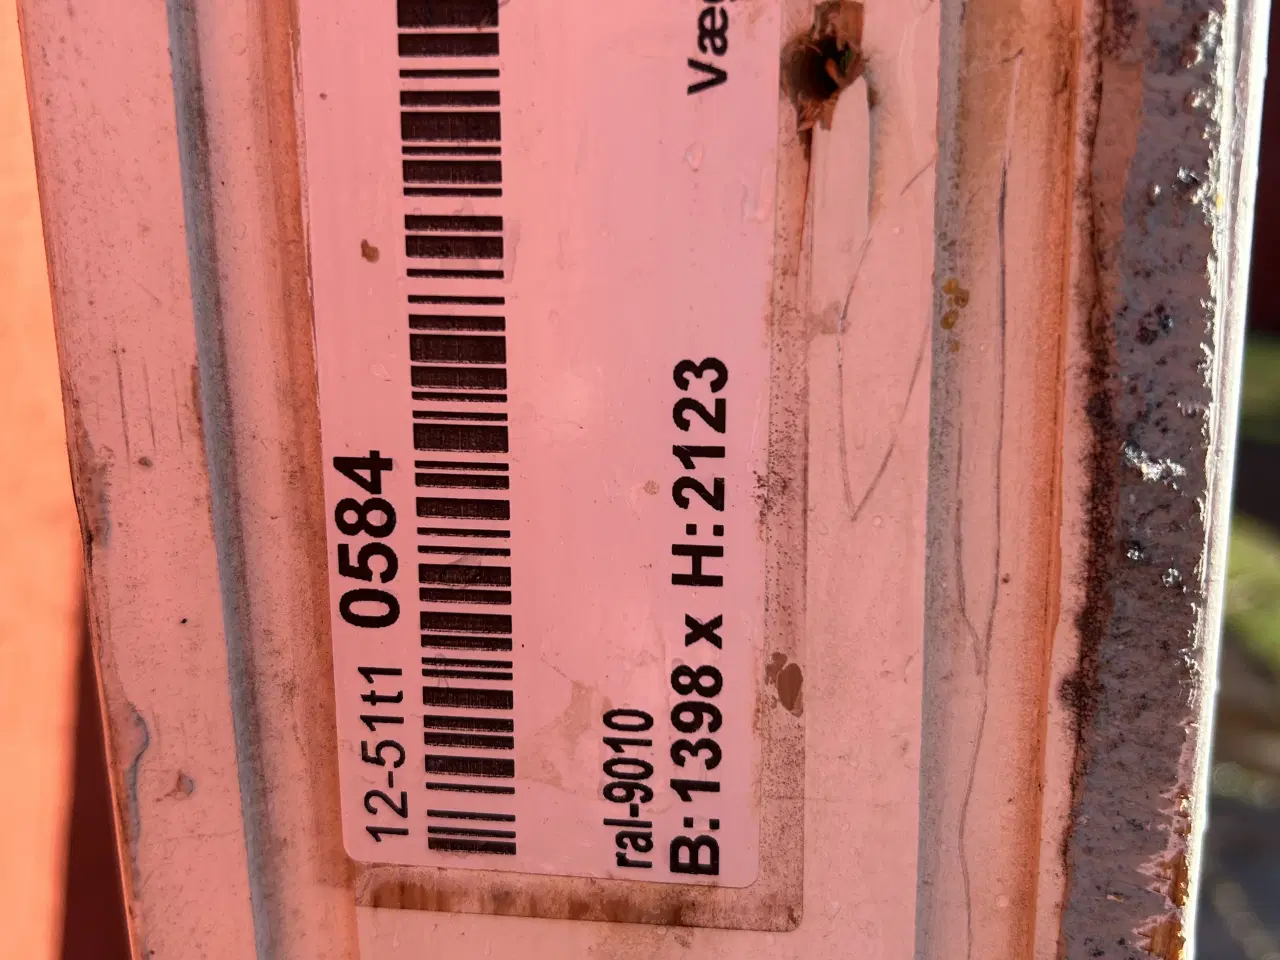 12-51t1 0584
ral-9010
B: 1398 x H: 2123